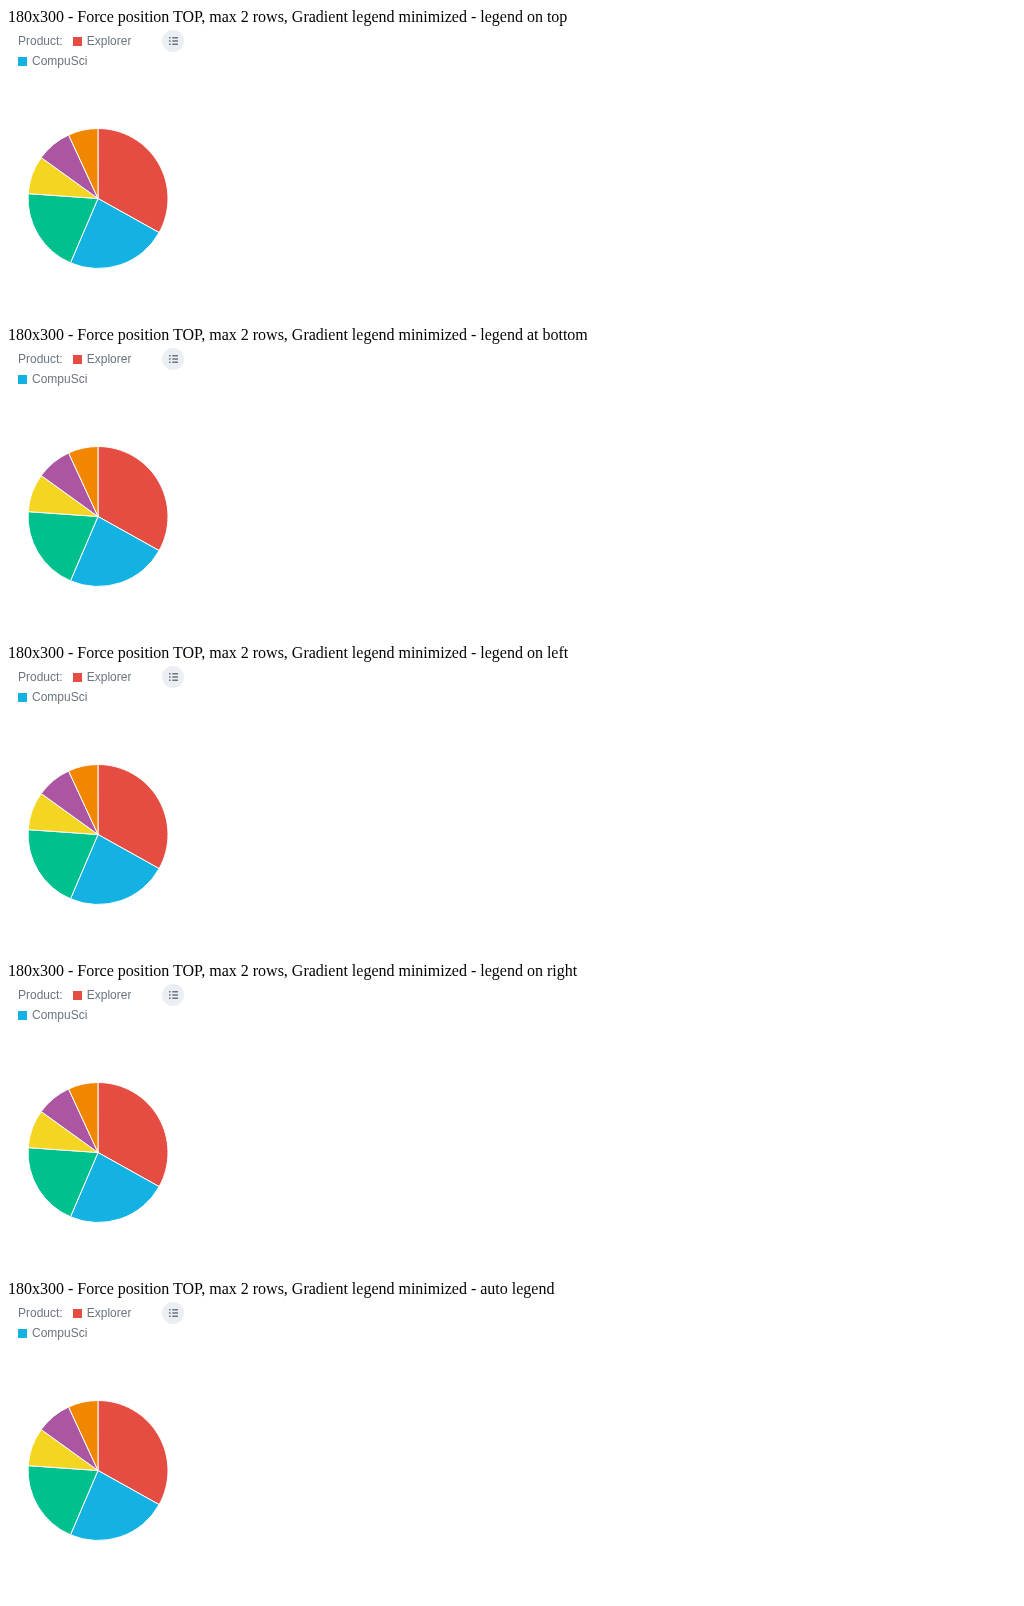 180x300 - Force position TOP, max 2 rows, Gradient legend minimized - legend on top
Product: Explorer
CompuSci
180x300 - Force position TOP, max 2 rows, Gradient legend minimized - legend at bottom
Product: Explorer
CompuSci
180x300 - Force position TOP, max 2 rows, Gradient legend minimized - legend on left
Product: Explorer
CompuSci
180x300 - Force position TOP, max 2 rows, Gradient legend minimized - legend on right
Product: Explorer
CompuSci
180x300 - Force position TOP, max 2 rows, Gradient legend minimized - auto legend
Product: Explorer
CompuSci